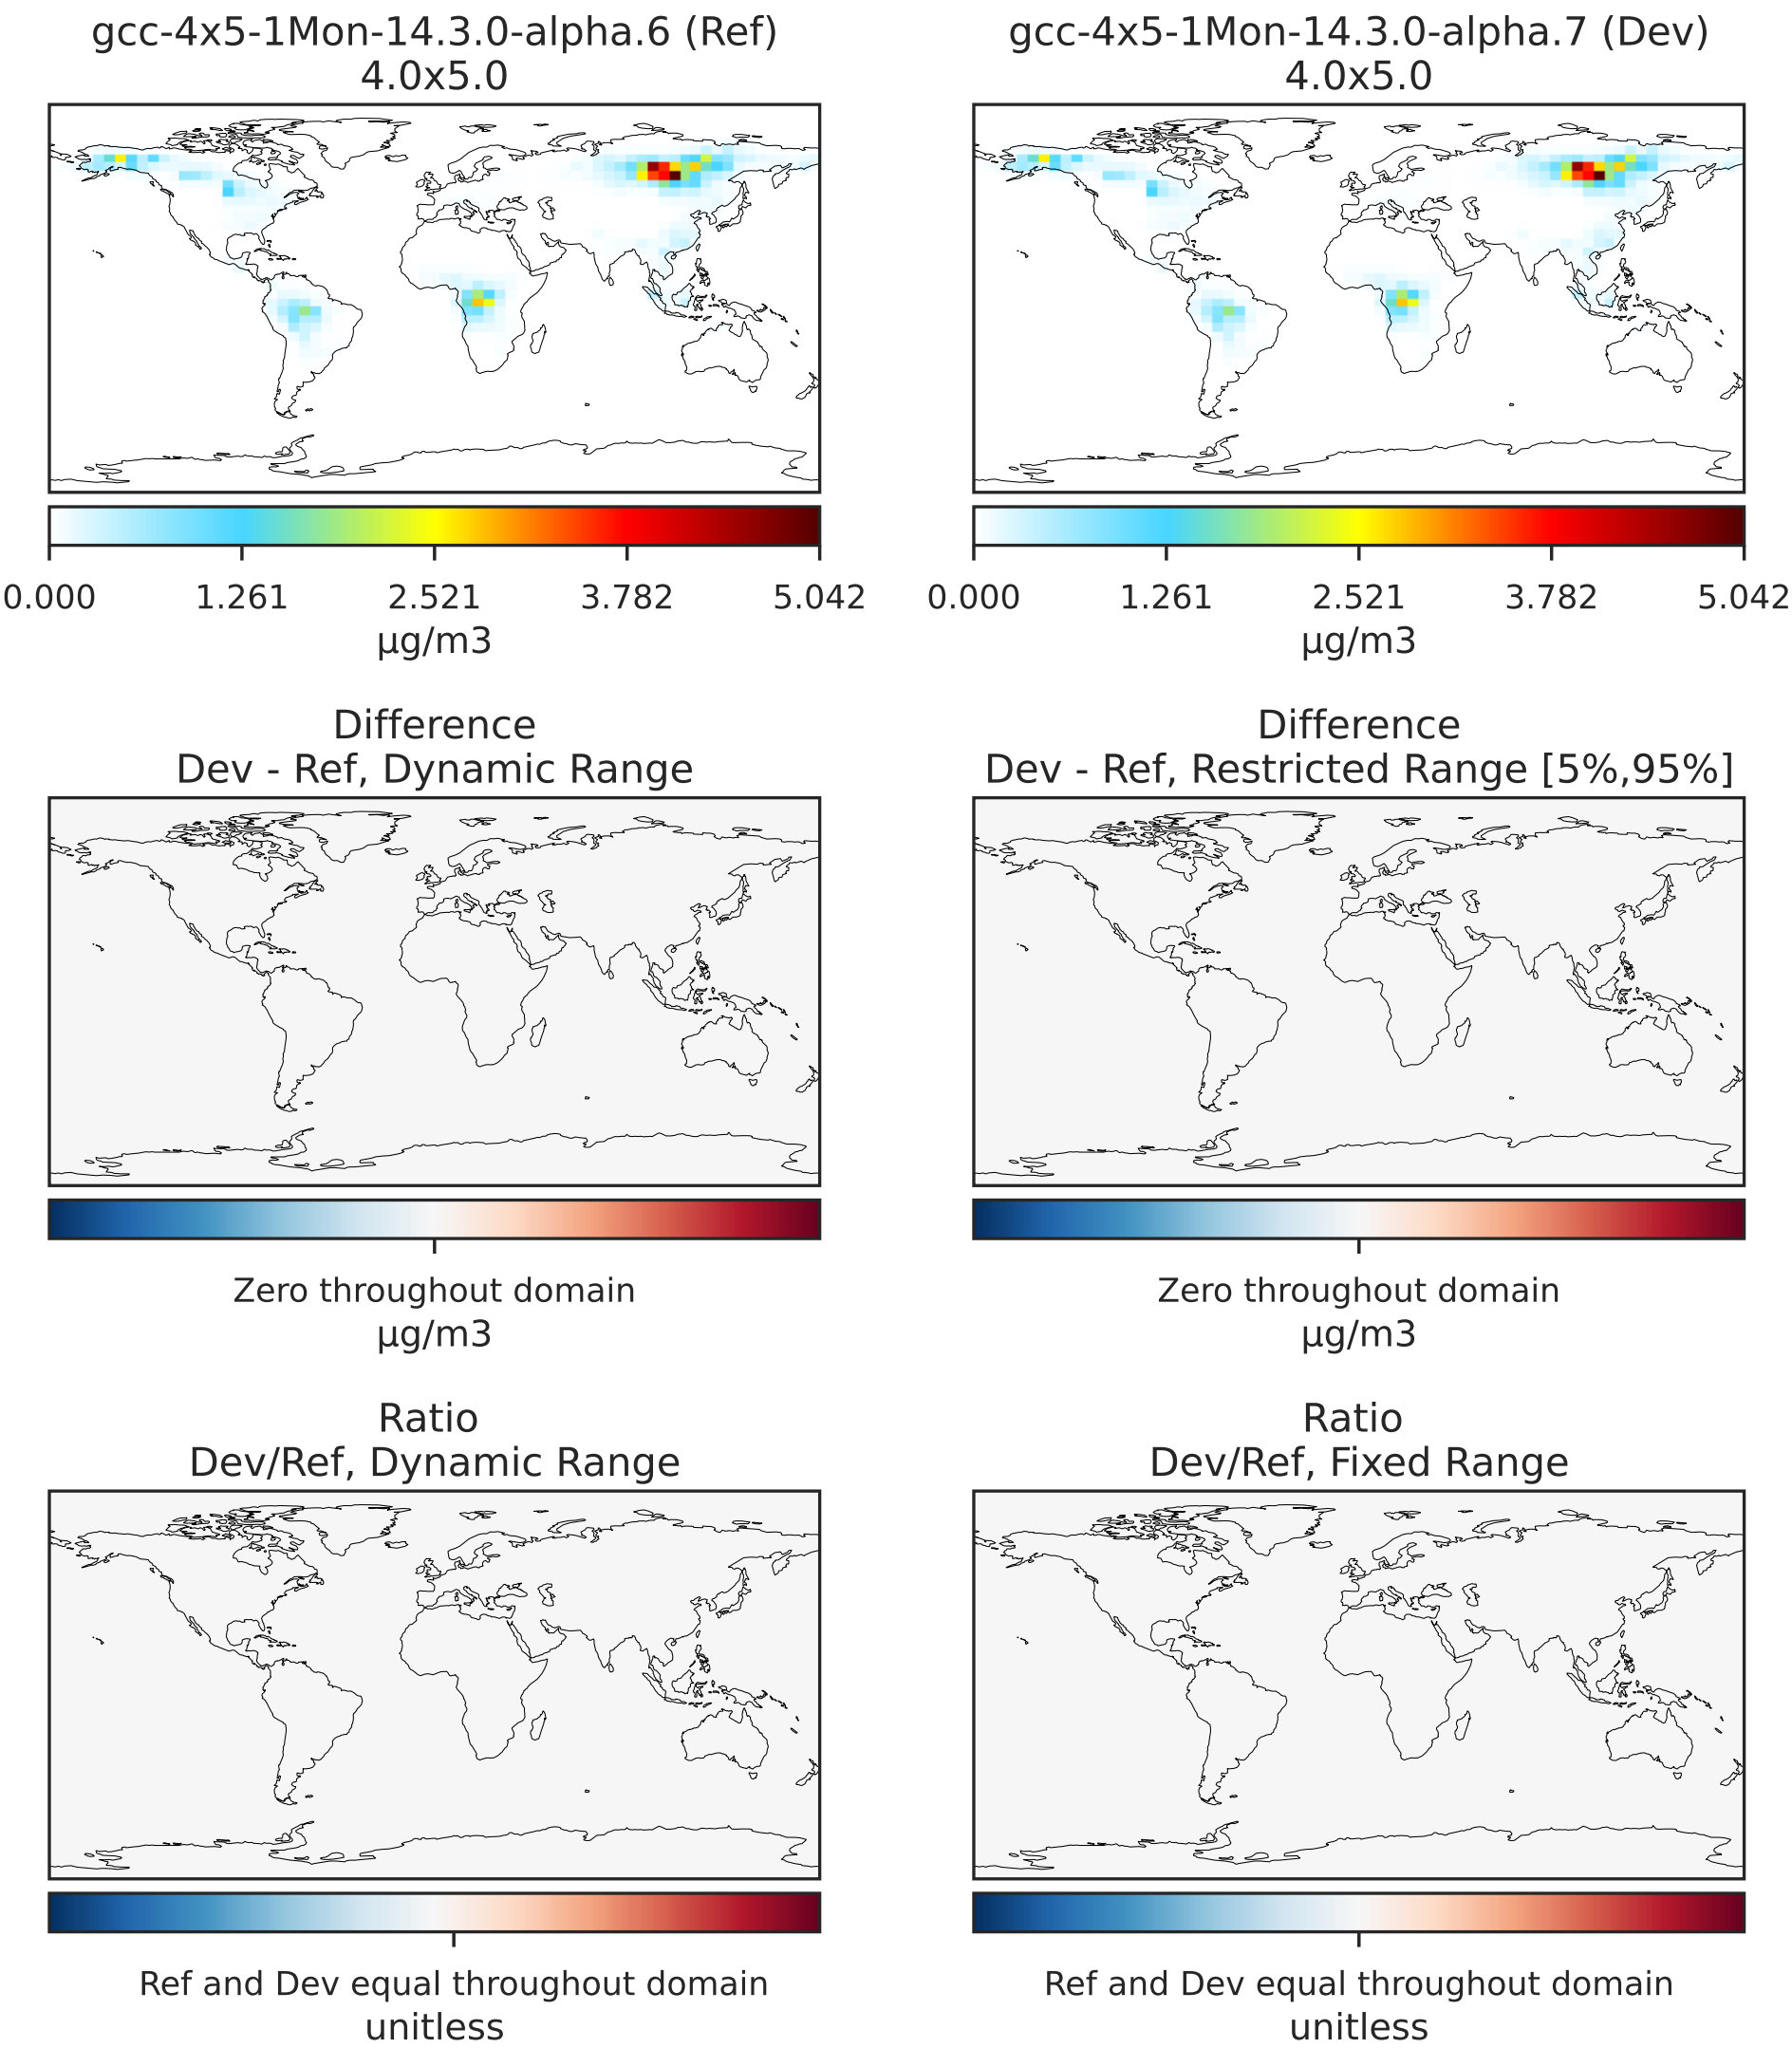 gcc-4x5-1Mon-14.3.0-alpha.6 (Ref)
4.0x5.0
gcc-4x5-1Mon-14.3.0-alpha.7 (Dev)
4.0x5.0
0.000 1.261 2.521 3.782 5.042
µg/m3
0.000 1.261 2.521 3.782 5.042
µg/m3
Difference
Dev - Ref, Dynamic Range
Difference
Dev - Ref, Restricted Range [5%,95%]
Zero throughout domain
µg/m3
Zero throughout domain
µg/m3
Ratio
Dev/Ref, Dynamic Range
Ratio
Dev/Ref, Fixed Range
Ref and Dev equal throughout domain
unitless
Ref and Dev equal throughout domain
unitless